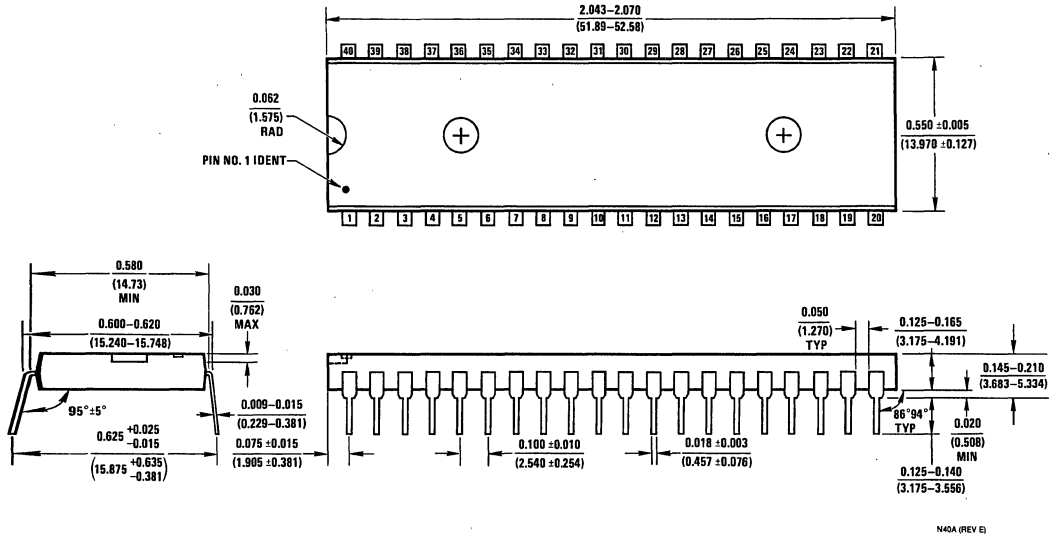 2.043–2.070
(51.89–52.58)
40 39 38 37 36 35 34 33 32 31 30 29 28 27 26 25 24 23 22 21
0.062
(1.575)
RAD
PIN NO. 1 IDENT
0.550 ±0.005
(13.970 ±0.127)
1 2 3 4 5 6 7 8 9 10 11 12 13 14 15 16 17 18 19 20
0.580
(14.73)
MIN
0.030
(0.762)
MAX
0.600–0.620
(15.240–15.748)
95°±5°
0.009–0.015
(0.229–0.381)
0.625 +0.025 -0.015
(15.875 +0.635 -0.381)
0.075 ±0.015
(1.905 ±0.381)
0.100 ±0.010
(2.540 ±0.254)
0.018 ±0.003
(0.457 ±0.076)
0.050
(1.270)
TYP
0.125–0.165
(3.175–4.191)
0.145–0.210
(3.683–5.334)
86°94°
TYP
0.020
(0.508)
MIN
0.125–0.140
(3.175–3.556)
N40A (REV E)